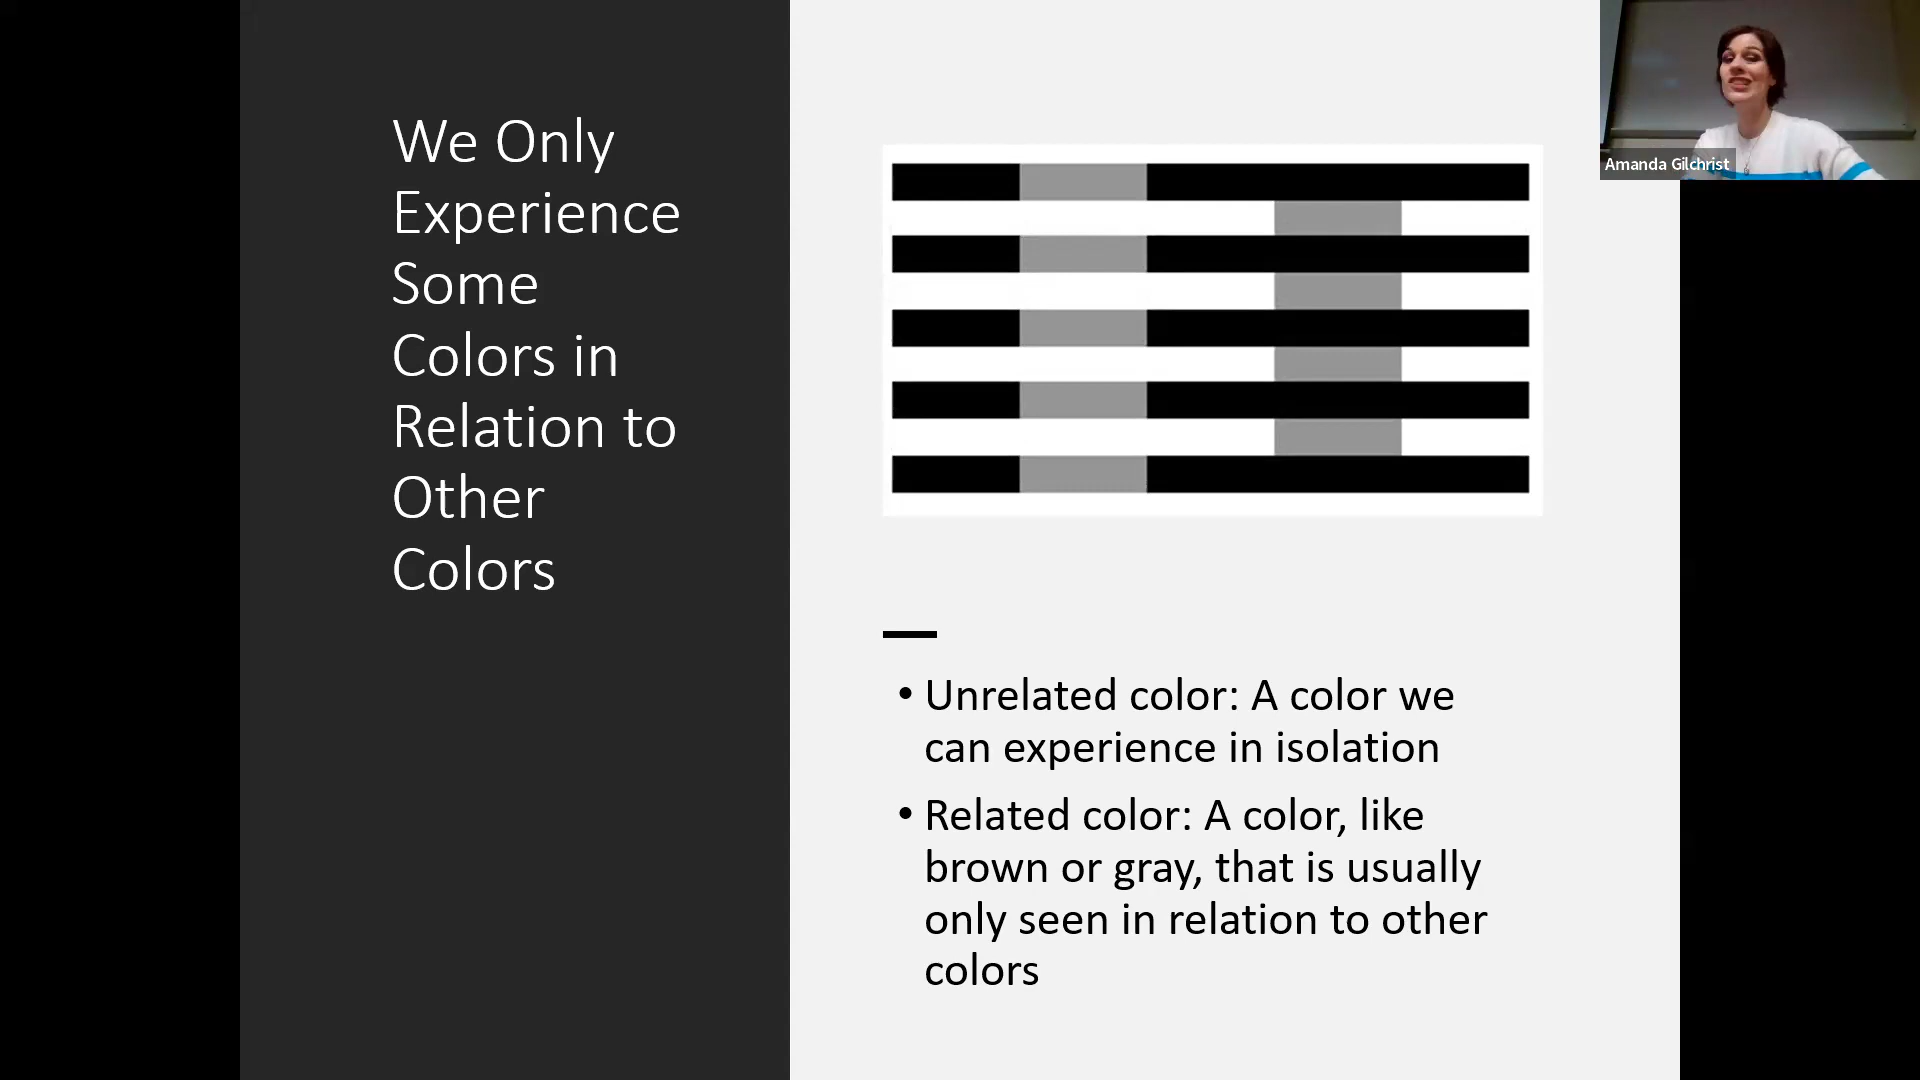 We Only
Experience
Some
Colors in
Relation to
Other
Colors
Amanda Gilchrist
• Unrelated color: A color we
can experience in isolation
• Related color: A color, like
brown or gray, that is usually
only seen in relation to other
colors